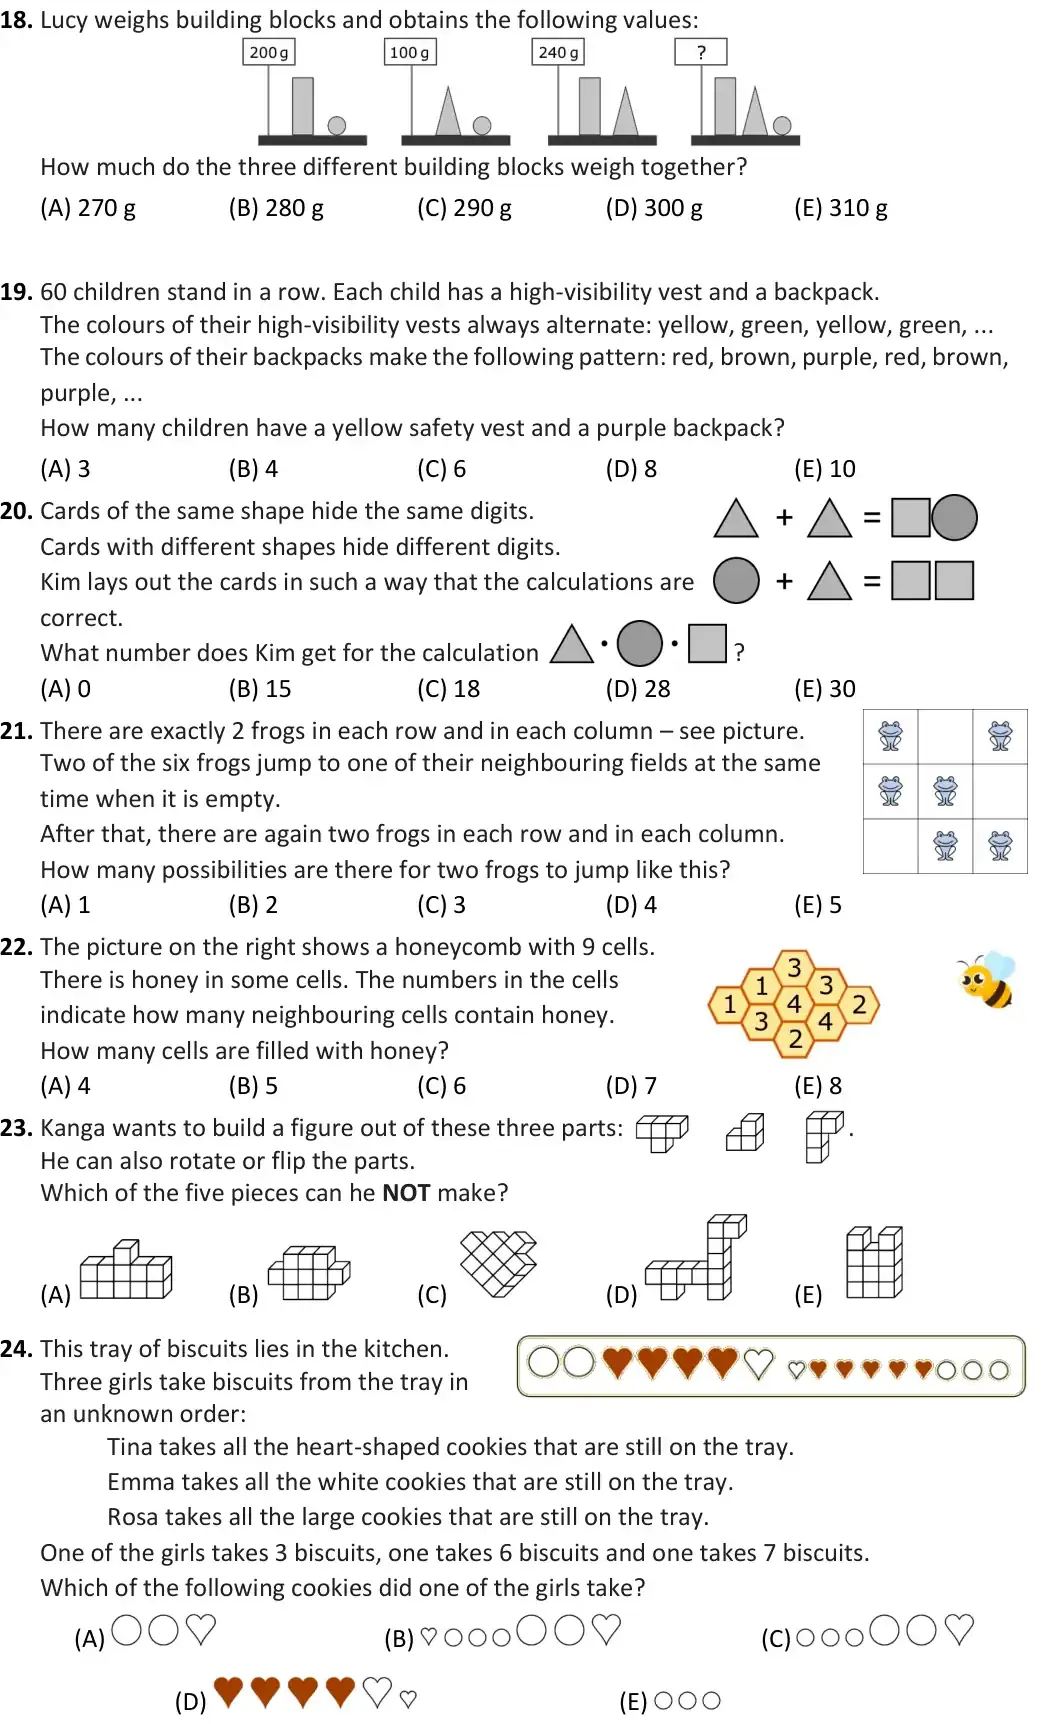 18. Lucy weighs building blocks and obtains the following values:
200 g 100 g 240 g ?
How much do the three different building blocks weigh together?
(A) 270 g (B) 280 g (C) 290 g (D) 300 g (E) 310 g
19. 60 children stand in a row. Each child has a high-visibility vest and a backpack.
The colours of their high-visibility vests always alternate: yellow, green, yellow, green, ...
The colours of their backpacks make the following pattern: red, brown, purple, red, brown,
purple, ...
How many children have a yellow safety vest and a purple backpack?
(A) 3 (B) 4 (C) 6 (D) 8 (E) 10
20. Cards of the same shape hide the same digits.
+ =
Cards with different shapes hide different digits.
Kim lays out the cards in such a way that the calculations are
+ =
correct.
What number does Kim get for the calculation · · ?
(A) 0 (B) 15 (C) 18 (D) 28 (E) 30
21. There are exactly 2 frogs in each row and in each column – see picture.
Two of the six frogs jump to one of their neighbouring fields at the same
time when it is empty.
After that, there are again two frogs in each row and in each column.
How many possibilities are there for two frogs to jump like this?
(A) 1 (B) 2 (C) 3 (D) 4 (E) 5
22. The picture on the right shows a honeycomb with 9 cells.
There is honey in some cells. The numbers in the cells
indicate how many neighbouring cells contain honey.
How many cells are filled with honey?
3
1 3
1 4 2
3 4
2
(A) 4 (B) 5 (C) 6 (D) 7 (E) 8
23. Kanga wants to build a figure out of these three parts: .
He can also rotate or flip the parts.
Which of the five pieces can he NOT make?
(A) (B) (C) (D) (E)
24. This tray of biscuits lies in the kitchen.
Three girls take biscuits from the tray in
an unknown order:
Tina takes all the heart-shaped cookies that are still on the tray.
Emma takes all the white cookies that are still on the tray.
Rosa takes all the large cookies that are still on the tray.
One of the girls takes 3 biscuits, one takes 6 biscuits and one takes 7 biscuits.
Which of the following cookies did one of the girls take?
(A) (B) (C)
(D) (E)